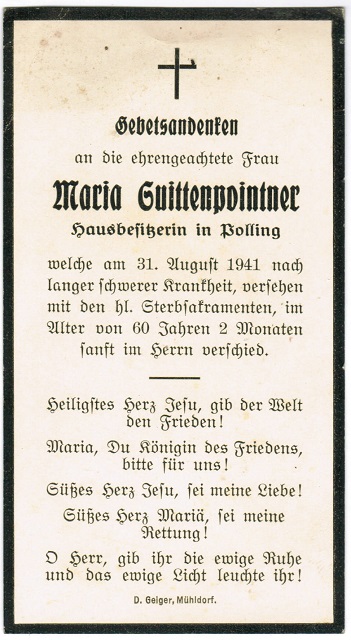 Gebetsandenken
an die ehrengeachtete Frau
Maria Suittenpointner
Hausbesitzerin in Polling
welche am 31. August 1941 nach
langer schwerer Krankheit, versehen
mit den hl. Sterbsakramenten, im
Alter von 60 Jahren 2 Monaten
sanft im Herrn verschied.
Heiligstes Herz Jesu, gib der Welt
den Frieden!
Maria, Du Königin des Friedens,
bitte für uns!
Süßes Herz Jesu, sei meine Liebe!
Süßes Herz Mariä, sei meine
Rettung!
O Herr, gib ihr die ewige Ruhe
und das ewige Licht leuchte ihr!
D. Geiger, Mühldorf.